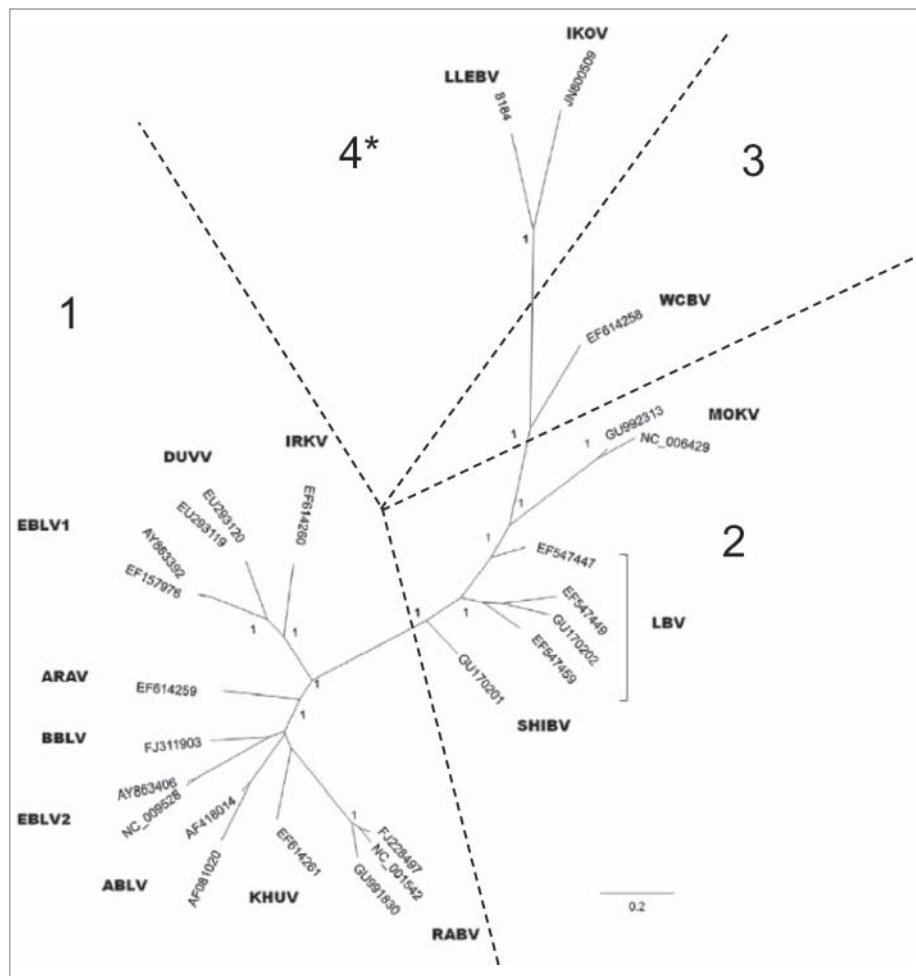 IKOV
JN800509
LLEBV
8184
4*
3
1
1
WCBV
EF614258
1
MOKV
GU992313
1
NC_006429
1
2
1
EF547447
EF547449
GU170202
EF547459
LBV
1
GU170201
SHIBV
IRKV
EF614260
DUVV
EU293120
EU293119
EBLV1
AY863392
EF157976
1
1
1
ARAV
EF614259
1
BBLV
FJ311903
AY863406
NC_009528
EBLV2
AF418014
AF081020
ABLV
EF614261
KHUV
1
FJ228497
NC_001542
GU991830
RABV
0.2